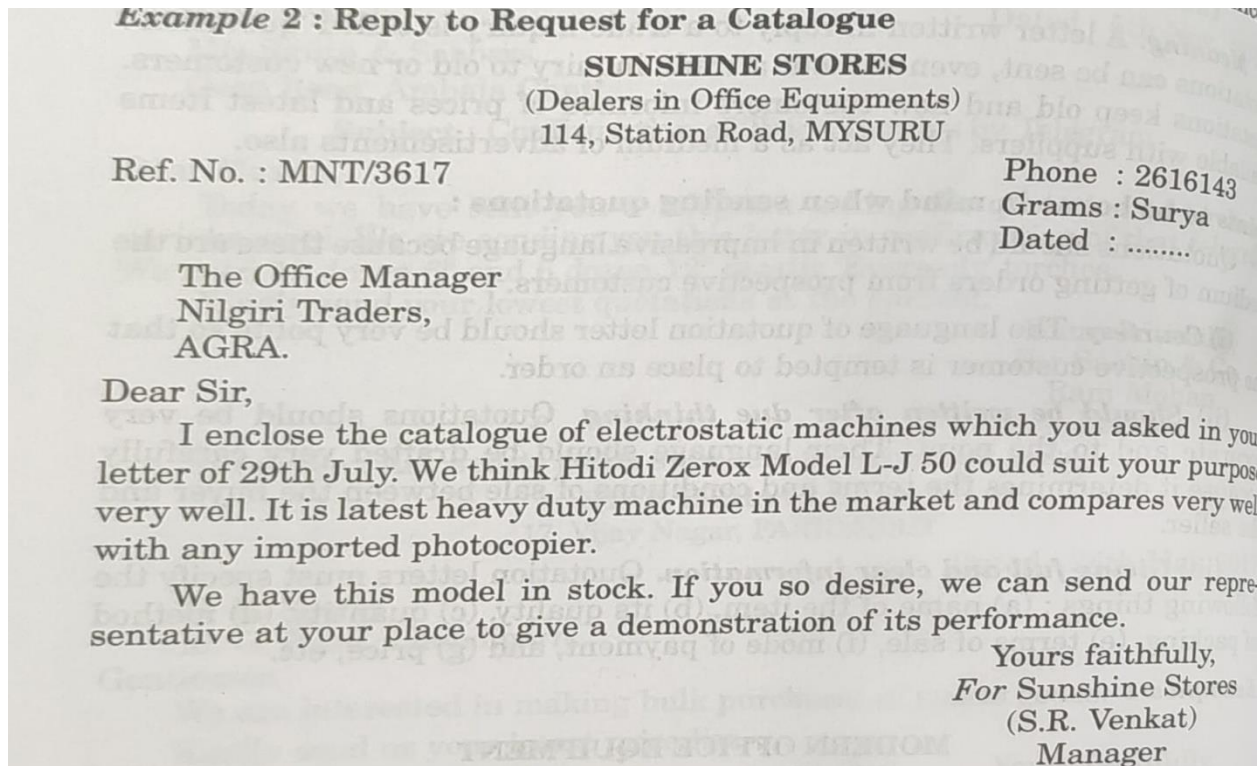 Example 2 : Reply to Request for a Catalogue
SUNSHINE STORES
(Dealers in Office Equipments)
114, Station Road, MYSURU
Ref. No. : MNT/3617
Phone : 2616143
Grams : Surya
Dated : ........
The Office Manager
Nilgiri Traders,
AGRA.
Dear Sir,
I enclose the catalogue of electrostatic machines which you asked in you
letter of 29th July. We think Hitodi Zerox Model L-J 50 could suit your purpos
very well. It is latest heavy duty machine in the market and compares very wel
with any imported photocopier.
We have this model in stock. If you so desire, we can send our repre-
sentative at your place to give a demonstration of its performance.
Yours faithfully,
For Sunshine Stores
(S.R. Venkat)
Manager